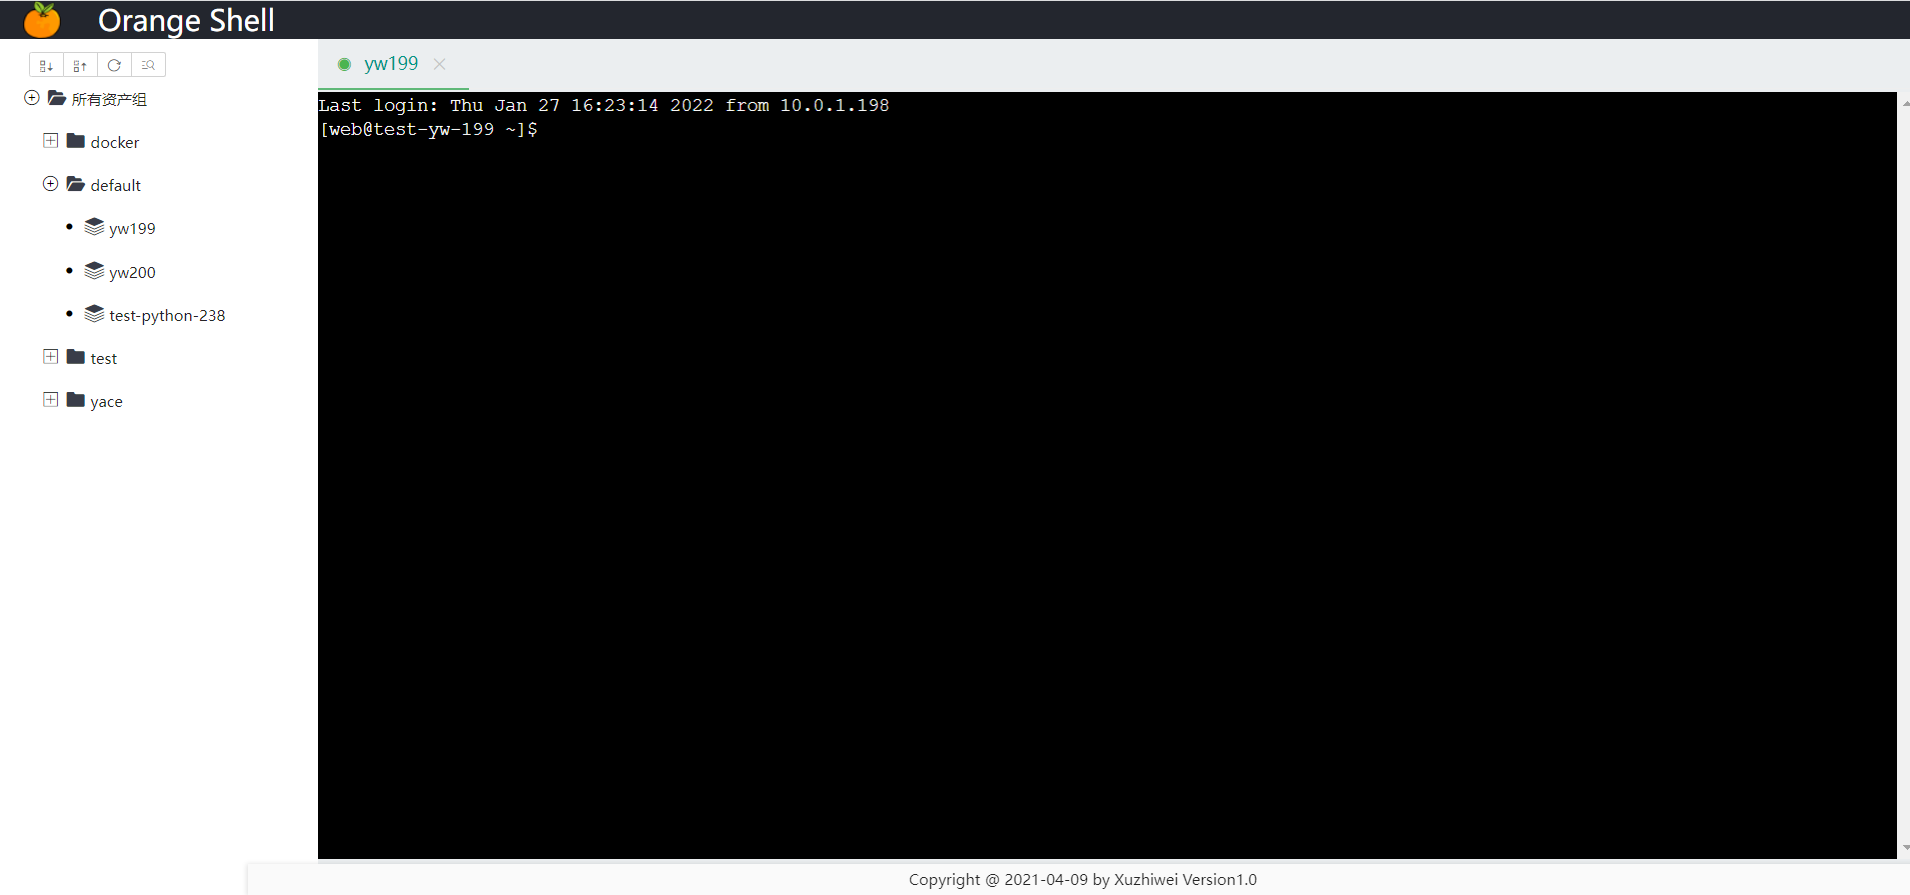 Orange Shell
所有资产组
docker
default
yw199
yw200
test-python-238
test
yace
yw199
Last login: Thu Jan 27 16:23:14 2022 from 10.0.1.198
[web@test-yw-199 ~]$
Copyright @ 2021-04-09 by Xuzhiwei Version1.0